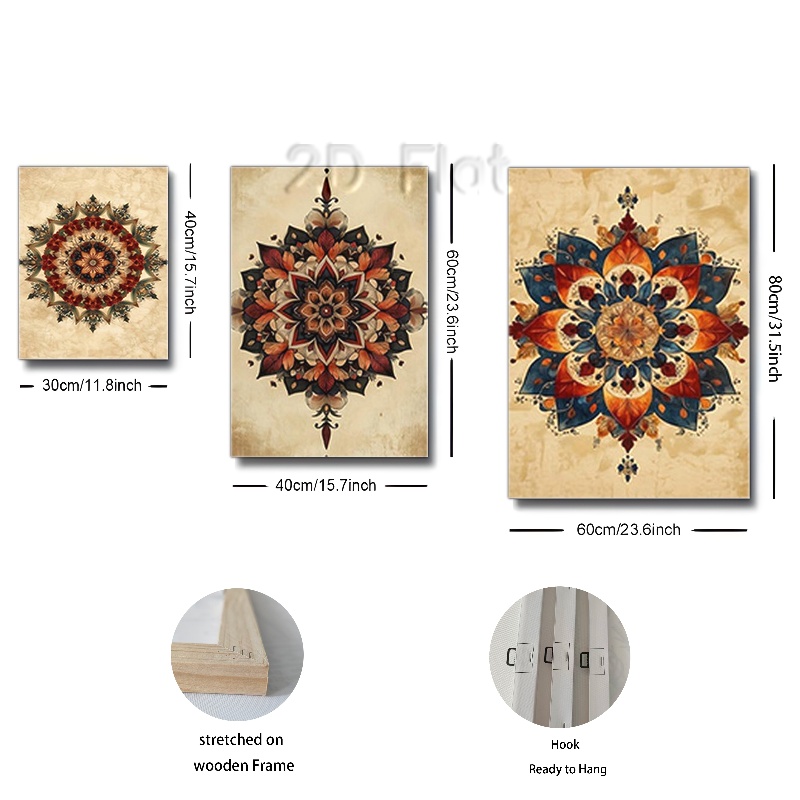 2D Flat
40cm/15.7inch
30cm/11.8inch
60cm/23.6inch
40cm/15.7inch
80cm/31.5inch
60cm/23.6inch
stretched on
wooden Frame
Hook
Ready to Hang